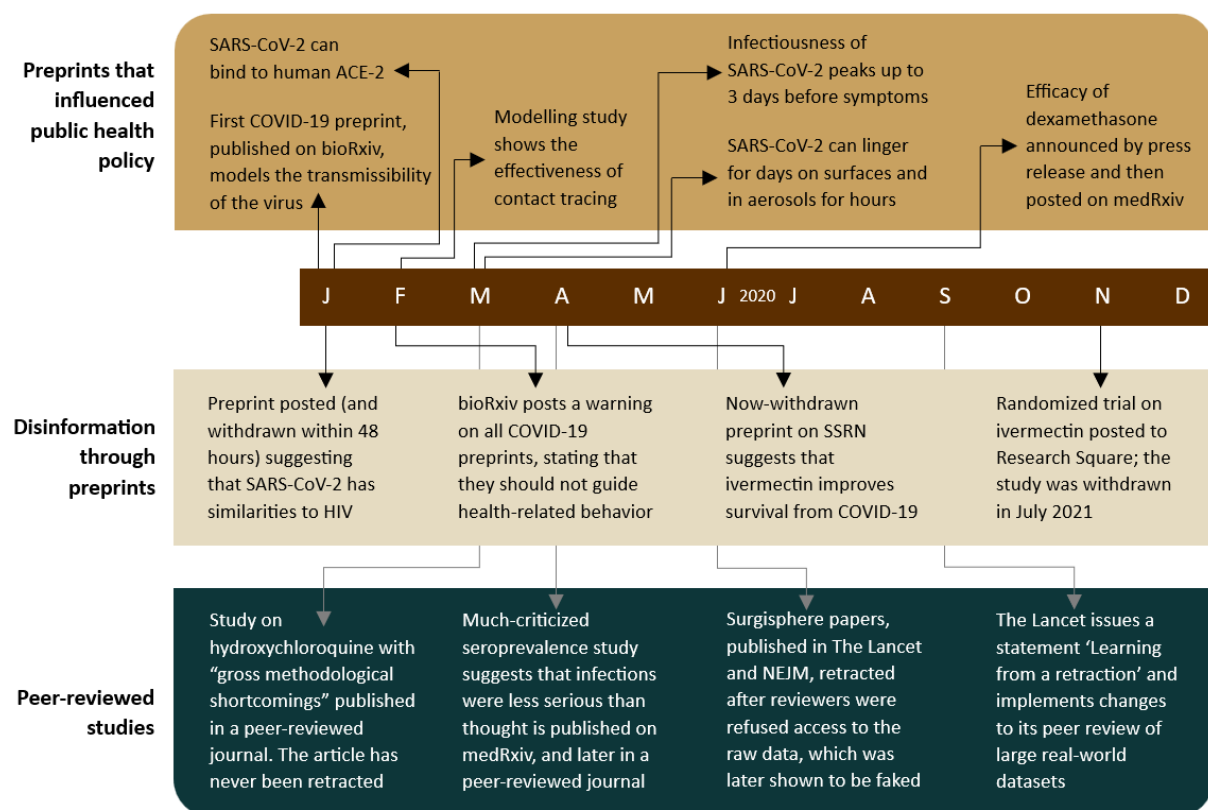 Preprints that
influenced
public health
policy
SARS-CoV-2 can
bind to human ACE-2
First COVID-19 preprint,
published on bioRxiv,
models the transmissibility
of the virus
Modelling study
shows the
effectiveness of
contact tracing
Infectiousness of
SARS-CoV-2 peaks up to
3 days before symptoms
SARS-CoV-2 can linger
for days on surfaces and
in aerosols for hours
Efficacy of
dexamethasone
announced by press
release and then
posted on medRxiv
J F M A M J 2020 J A S O N D
Disinformation
through
preprints
Preprint posted (and
withdrawn within 48
hours) suggesting
that SARS-CoV-2 has
similarities to HIV
bioRxiv posts a warning
on all COVID-19
preprints, stating that
they should not guide
health-related behavior
Now-withdrawn
preprint on SSRN
suggests that
ivermectin improves
survival from COVID-19
Randomized trial on
ivermectin posted to
Research Square; the
study was withdrawn
in July 2021
Peer-reviewed
studies
Study on
hydroxychloroquine with
“gross methodological
shortcomings” published
in a peer-reviewed
journal. The article has
never been retracted
Much-criticized
seroprevalence study
suggests that infections
were less serious than
thought is published on
medRxiv, and later in a
peer-reviewed journal
Surgisphere papers,
published in The Lancet
and NEJM, retracted
after reviewers were
refused access to the
raw data, which was
later shown to be faked
The Lancet issues a
statement ‘Learning
from a retraction’ and
implements changes
to its peer review of
large real-world
datasets